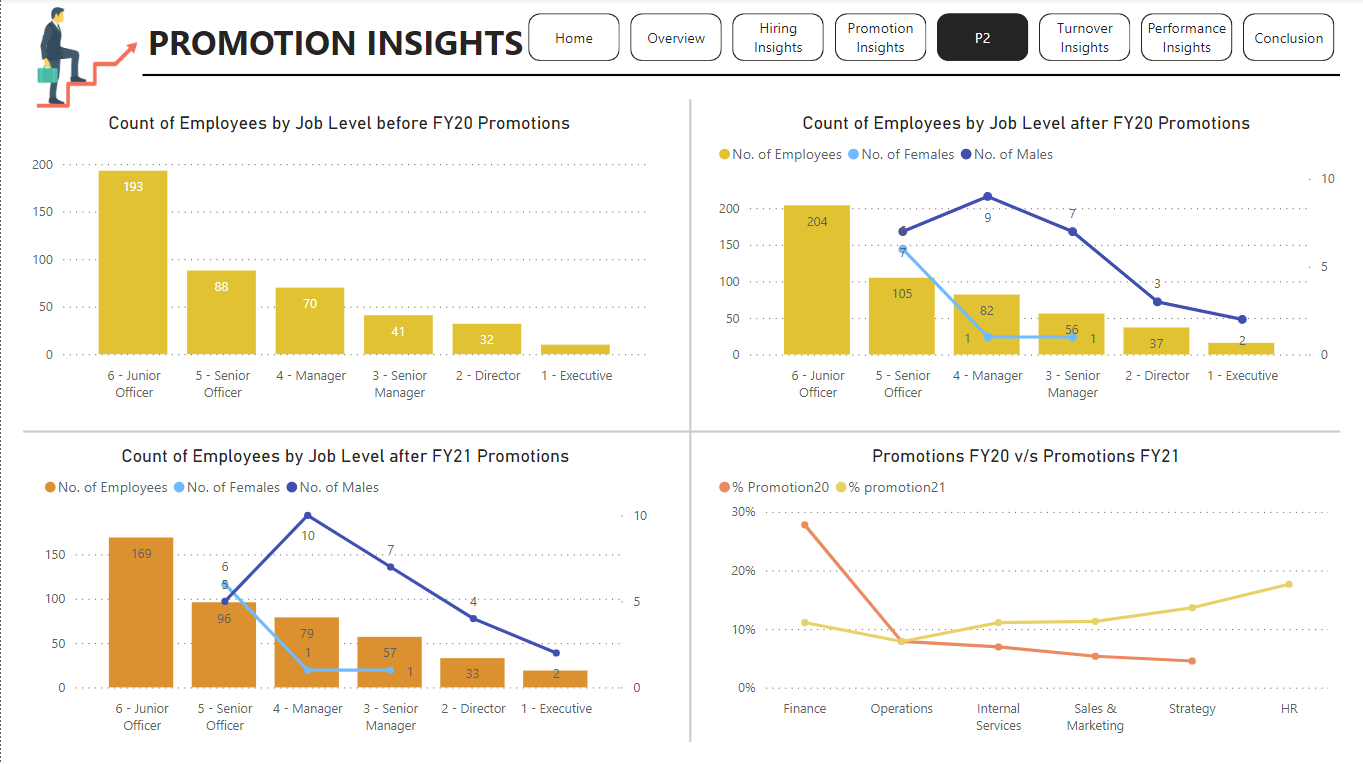 PROMOTION INSIGHTS
Home
Overview
Hiring
Insights
Promotion
Insights
P2
Turnover
Insights
Performance
Insights
Conclusion
Count of Employees by Job Level before FY20 Promotions
200
150
100
50
0
193
88
70
41
32
6 - Junior
Officer
5 - Senior
Officer
4 - Manager
3 - Senior
Manager
2 - Director
1 - Executive
Count of Employees by Job Level after FY20 Promotions
No. of Employees No. of Females No. of Males
200
150
100
50
0
10
5
0
204
105
82
56
37
6
7
9
7
3
2
1
1
6 - Junior
Officer
5 - Senior
Officer
4 - Manager
3 - Senior
Manager
2 - Director
1 - Executive
Count of Employees by Job Level after FY21 Promotions
No. of Employees No. of Females No. of Males
150
100
50
0
10
5
0
169
96
79
57
33
6
5
10
7
4
2
1
1
6 - Junior
Officer
5 - Senior
Officer
4 - Manager
3 - Senior
Manager
2 - Director
1 - Executive
Promotions FY20 v/s Promotions FY21
% Promotion20 % promotion21
30%
20%
10%
0%
Finance
Operations
Internal
Services
Sales &
Marketing
Strategy
HR